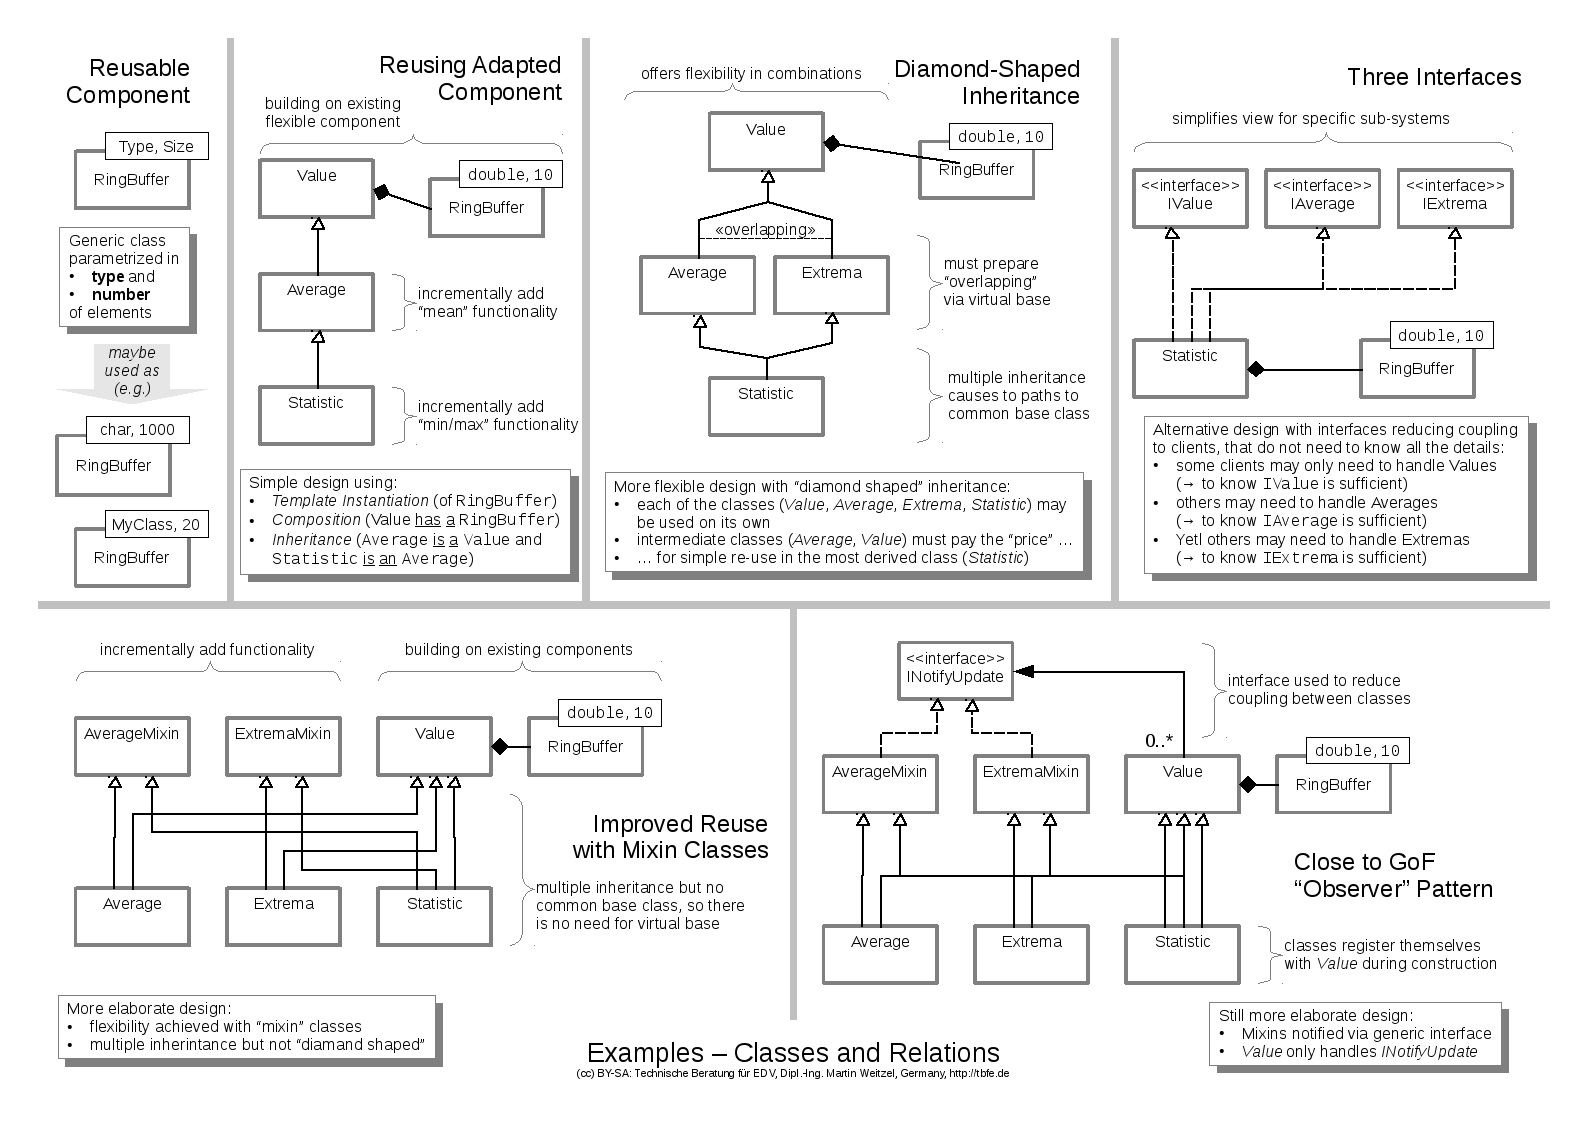 Reusable
Component
Type, Size
RingBuffer
Generic class
parametrized in
• type and
• number
of elements
maybe
used as
(e.g.)
char, 1000
RingBuffer
MyClass, 20
RingBuffer
Reusing Adapted
Component
building on existing
flexible component
Value
double, 10
RingBuffer
Average
incrementally add
“mean” functionality
Statistic
incrementally add
“min/max” functionality
Simple design using:
• Template Instantiation (of RingBuffer)
• Composition (Value has a RingBuffer)
• Inheritance (Average is a Value and
Statistic is an Average)
Diamond-Shaped
Inheritance
offers flexibility in combinations
Value
double, 10
RingBuffer
«overlapping»
Average
Extrema
must prepare
“overlapping”
via virtual base
Statistic
multiple inheritance
causes to paths to
common base class
More flexible design with “diamond shaped” inheritance:
• each of the classes (Value, Average, Extrema, Statistic) may
be used on its own
• intermediate classes (Average, Value) must pay the “price” ...
• ... for simple re-use in the most derived class (Statistic)
Three Interfaces
simplifies view for specific sub-systems
<<interface>>
IValue
<<interface>>
IAverage
<<interface>>
IExtrema
Statistic
double, 10
RingBuffer
Alternative design with interfaces reducing coupling
to clients, that do not need to know all the details:
• some clients may only need to handle Values
(→ to know IValue is sufficient)
• others may need to handle Averages
(→ to know IAverage is sufficient)
• Yetl others may need to handle Extremas
(→ to know IExtrema is sufficient)
incrementally add functionality
building on existing components
AverageMixin
ExtremaMixin
Value
double, 10
RingBuffer
Improved Reuse
with Mixin Classes
Average
Extrema
Statistic
multiple inheritance but no
common base class, so there
is no need for virtual base
More elaborate design:
• flexibility achieved with “mixin” classes
• multiple inherintance but not “diamand shaped”
<<interface>>
INotifyUpdate
interface used to reduce
coupling between classes
0..*
AverageMixin
ExtremaMixin
Value
double, 10
RingBuffer
Close to GoF
“Observer” Pattern
Average
Extrema
Statistic
classes register themselves
with Value during construction
Still more elaborate design:
• Mixins notified via generic interface
• Value only handles INotifyUpdate
Examples – Classes and Relations
(cc) BY-SA: Technische Beratung für EDV, Dipl.-Ing. Martin Weitzel, Germany, http://tbfe.de